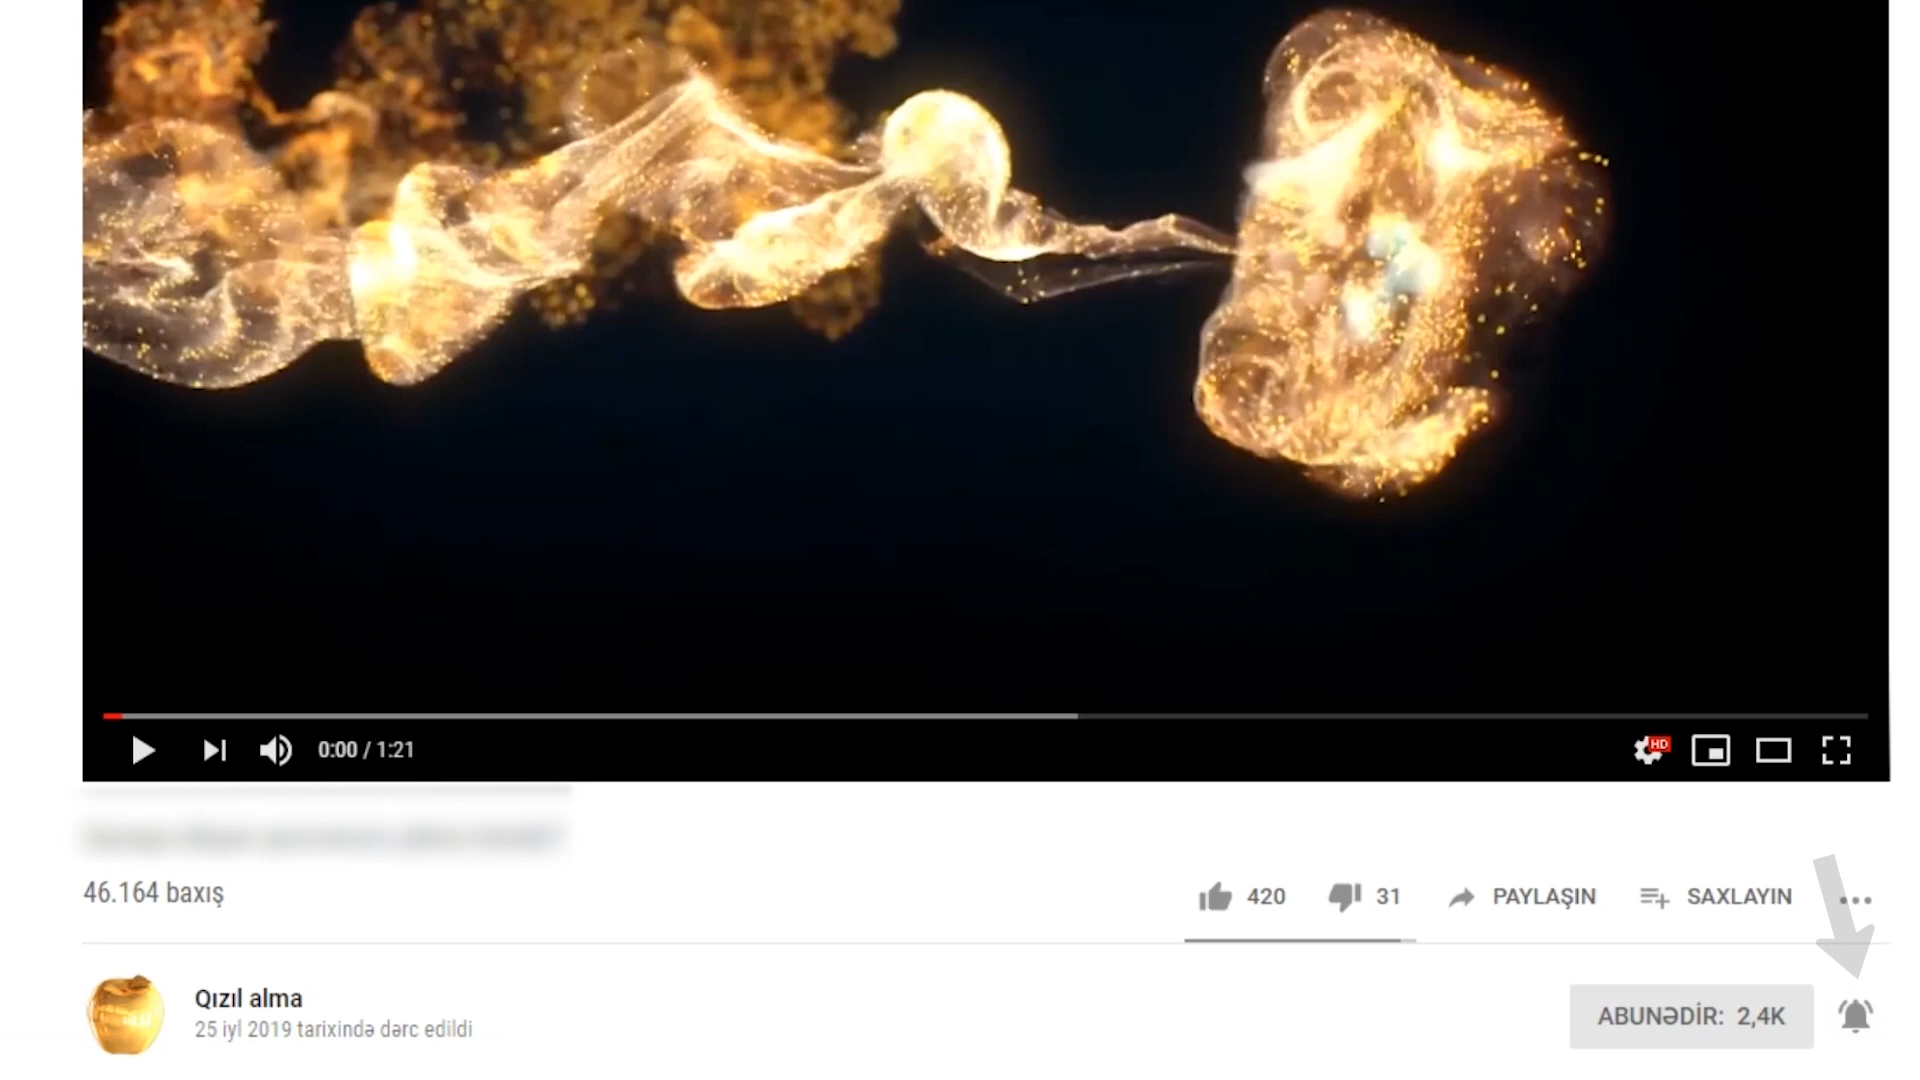 0:00 / 1:21
HD
46.164 baxış
420
31
PAYLAŞIN
SAXLAYIN
Qızıl alma
25 iyl 2019 tarixində dərc edildi
ABUNƏDİR: 2,4K